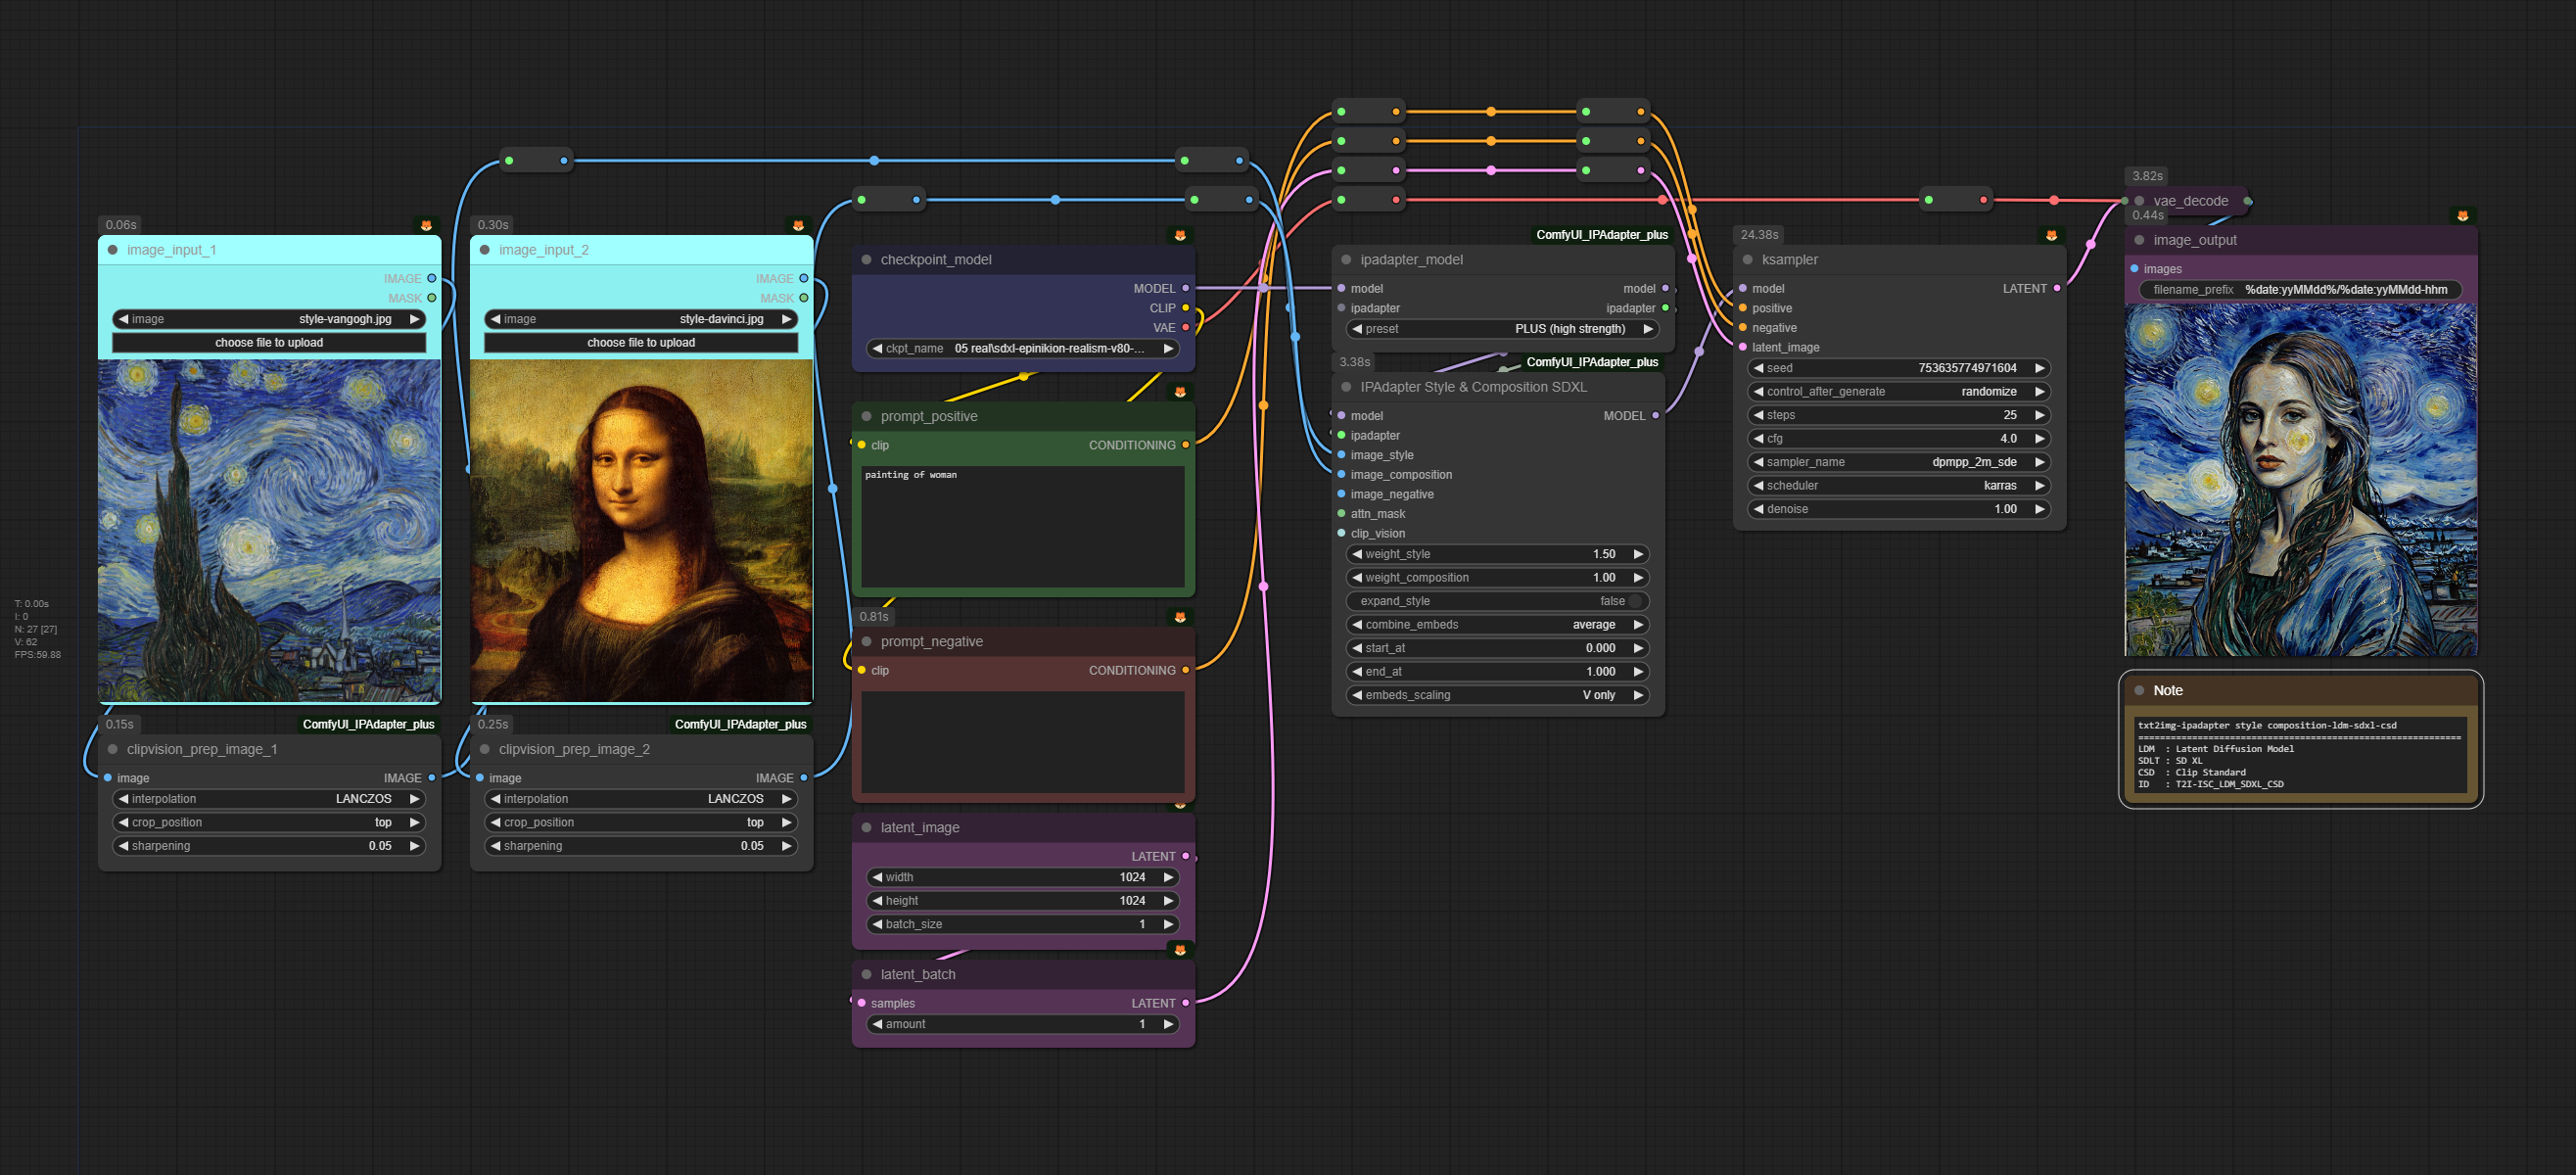 T: 0.00s
I: 0
N: 27 [27]
V: 62
FPS:59.88
0.06s
image_input_1
IMAGE
MASK
image style-vangogh.jpg
choose file to upload
0.15s ComfyUI_IPAdapter_plus
clipvision_prep_image_1
image IMAGE
interpolation LANCZOS
crop_position top
sharpening 0.05
0.30s
image_input_2
IMAGE
MASK
image style-davinci.jpg
choose file to upload
0.25s ComfyUI_IPAdapter_plus
clipvision_prep_image_2
image IMAGE
interpolation LANCZOS
crop_position top
sharpening 0.05
checkpoint_model
MODEL
CLIP
VAE
ckpt_name 05 real\sdxl-epinikion-realism-v80-...
prompt_positive
clip CONDITIONING
painting of woman
0.81s
prompt_negative
clip CONDITIONING
latent_image
LATENT
width 1024
height 1024
batch_size 1
latent_batch
samples LATENT
amount 1
ComfyUI_IPAdapter_plus
ipadapter_model
model model
ipadapter ipadapter
preset PLUS (high strength)
3.38s ComfyUI_IPAdapter_plus
IPAdapter Style & Composition SDXL
model MODEL
ipadapter
image_style
image_composition
image_negative
attn_mask
clip_vision
weight_style 1.50
weight_composition 1.00
expand_style false
combine_embeds average
start_at 0.000
end_at 1.000
embeds_scaling V only
24.38s
ksampler
model LATENT
positive
negative
latent_image
seed 753635774971604
control_after_generate randomize
steps 25
cfg 4.0
sampler_name dpmpp_2m_sde
scheduler karras
denoise 1.00
3.82s
vae_decode
0.44s
image_output
images
filename_prefix %date:yyMMdd%/%date:yyMMdd-hhm
Note
txt2img-ipadapter style composition-ldm-sdxl-csd
============================================================
LDM : Latent Diffusion Model
SDLT : SD XL
CSD : Clip Standard
ID : T2I-ISC_LDM_SDXL_CSD